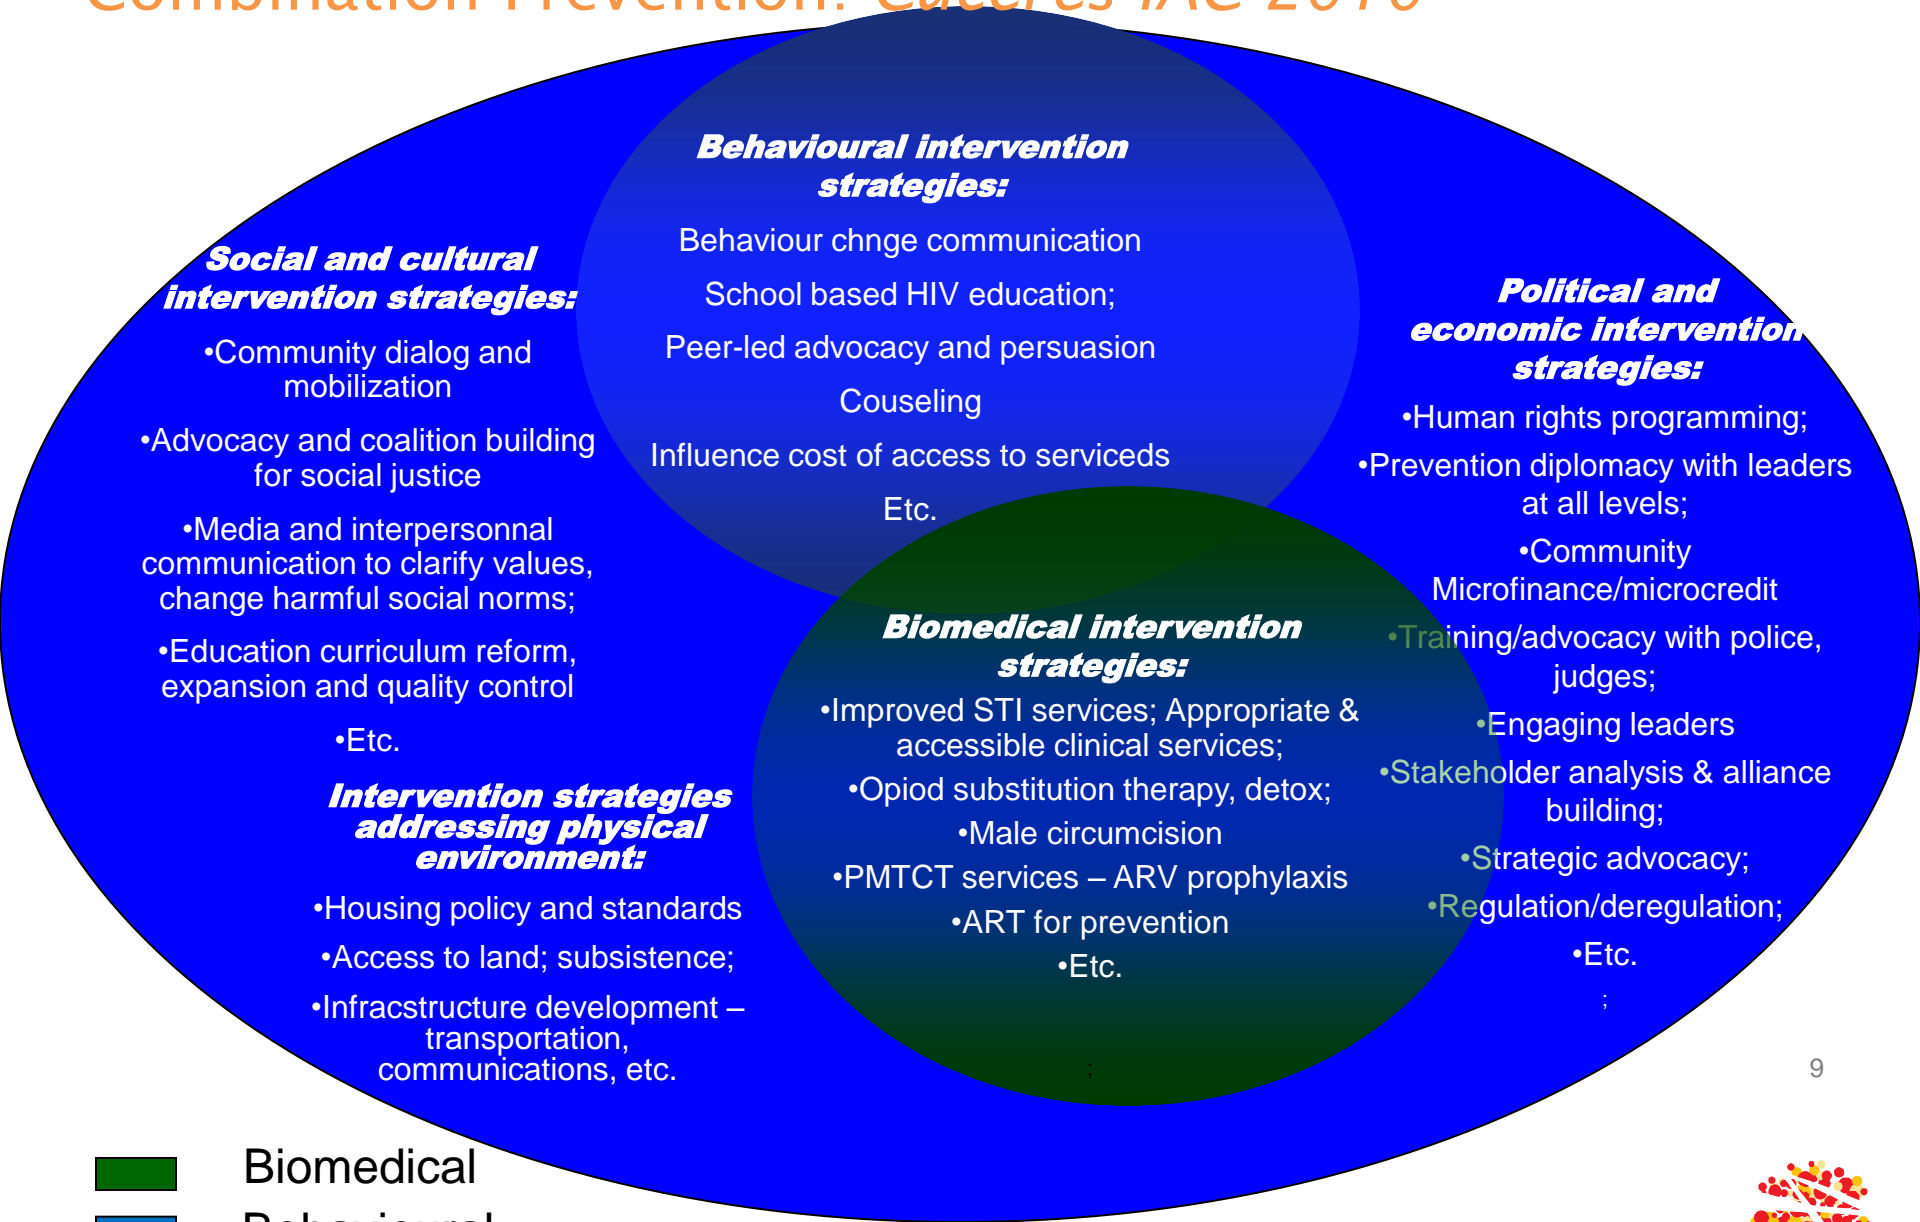 Combination Prevention: Caceres IAC 2010
Behavioural intervention
strategies:
Behaviour chnge communication
School based HIV education;
Peer-led advocacy and persuasion
Couseling
Influence cost of access to serviceds
Etc.
Social and cultural
intervention strategies:
•Community dialog and
mobilization
•Advocacy and coalition building
for social justice
•Media and interpersonnal
communication to clarify values,
change harmful social norms;
•Education curriculum reform,
expansion and quality control
•Etc.
Intervention strategies
addressing physical
environment:
•Housing policy and standards
•Access to land; subsistence;
•Infracstructure development –
transportation,
communications, etc.
Biomedical intervention
strategies:
•Improved STI services; Appropriate &
accessible clinical services;
•Opiod substitution therapy, detox;
•Male circumcision
•PMTCT services – ARV prophylaxis
•ART for prevention
•Etc.
;
Political and
economic intervention
strategies:
•Human rights programming;
•Prevention diplomacy with leaders
at all levels;
•Community
Microfinance/microcredit
•Training/advocacy with police,
judges;
•Engaging leaders
•Stakeholder analysis & alliance
building;
•Strategic advocacy;
•Regulation/deregulation;
•Etc.
;
9
Biomedical
Behavioural